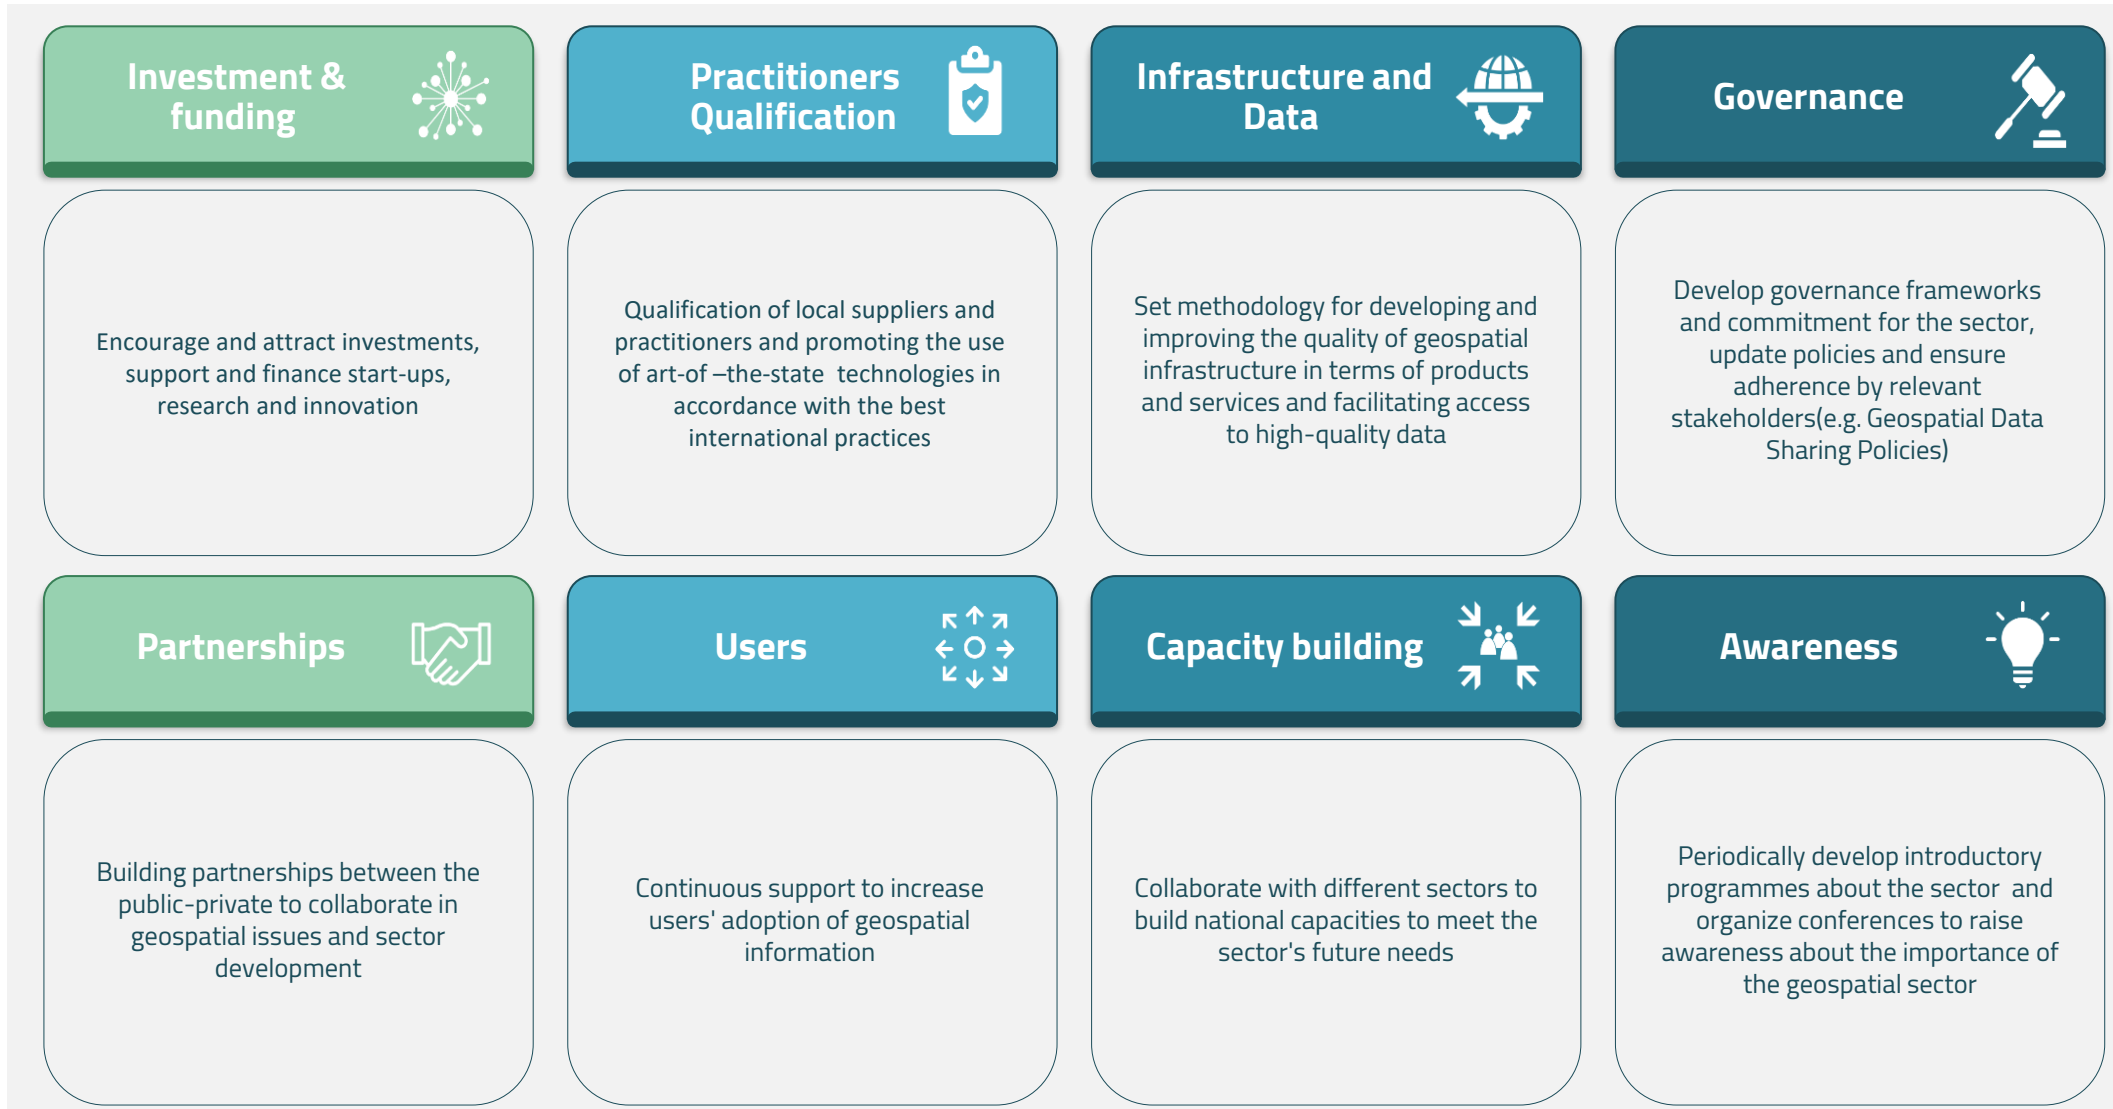 Investment &
funding
Encourage and attract investments,
support and finance start-ups,
research and innovation
Practitioners
Qualification
Qualification of local suppliers and
practitioners and promoting the use
of art-of –the-state  technologies in
accordance with the best
international practices
Infrastructure and
Data
Set methodology for developing and
improving the quality of geospatial
infrastructure in terms of products
and services and facilitating access
to high-quality data
Governance
Develop governance frameworks
and commitment for the sector,
update policies and ensure
adherence by relevant
stakeholders(e.g. Geospatial Data
Sharing Policies)
Partnerships
Building partnerships between the
public-private to collaborate in
geospatial issues and sector
development
Users
Continuous support to increase
users' adoption of geospatial
information
Capacity building
Collaborate with different sectors to
build national capacities to meet the
sector's future needs
Awareness
Periodically develop introductory
programmes about the sector  and
organize conferences to raise
awareness about the importance of
the geospatial sector